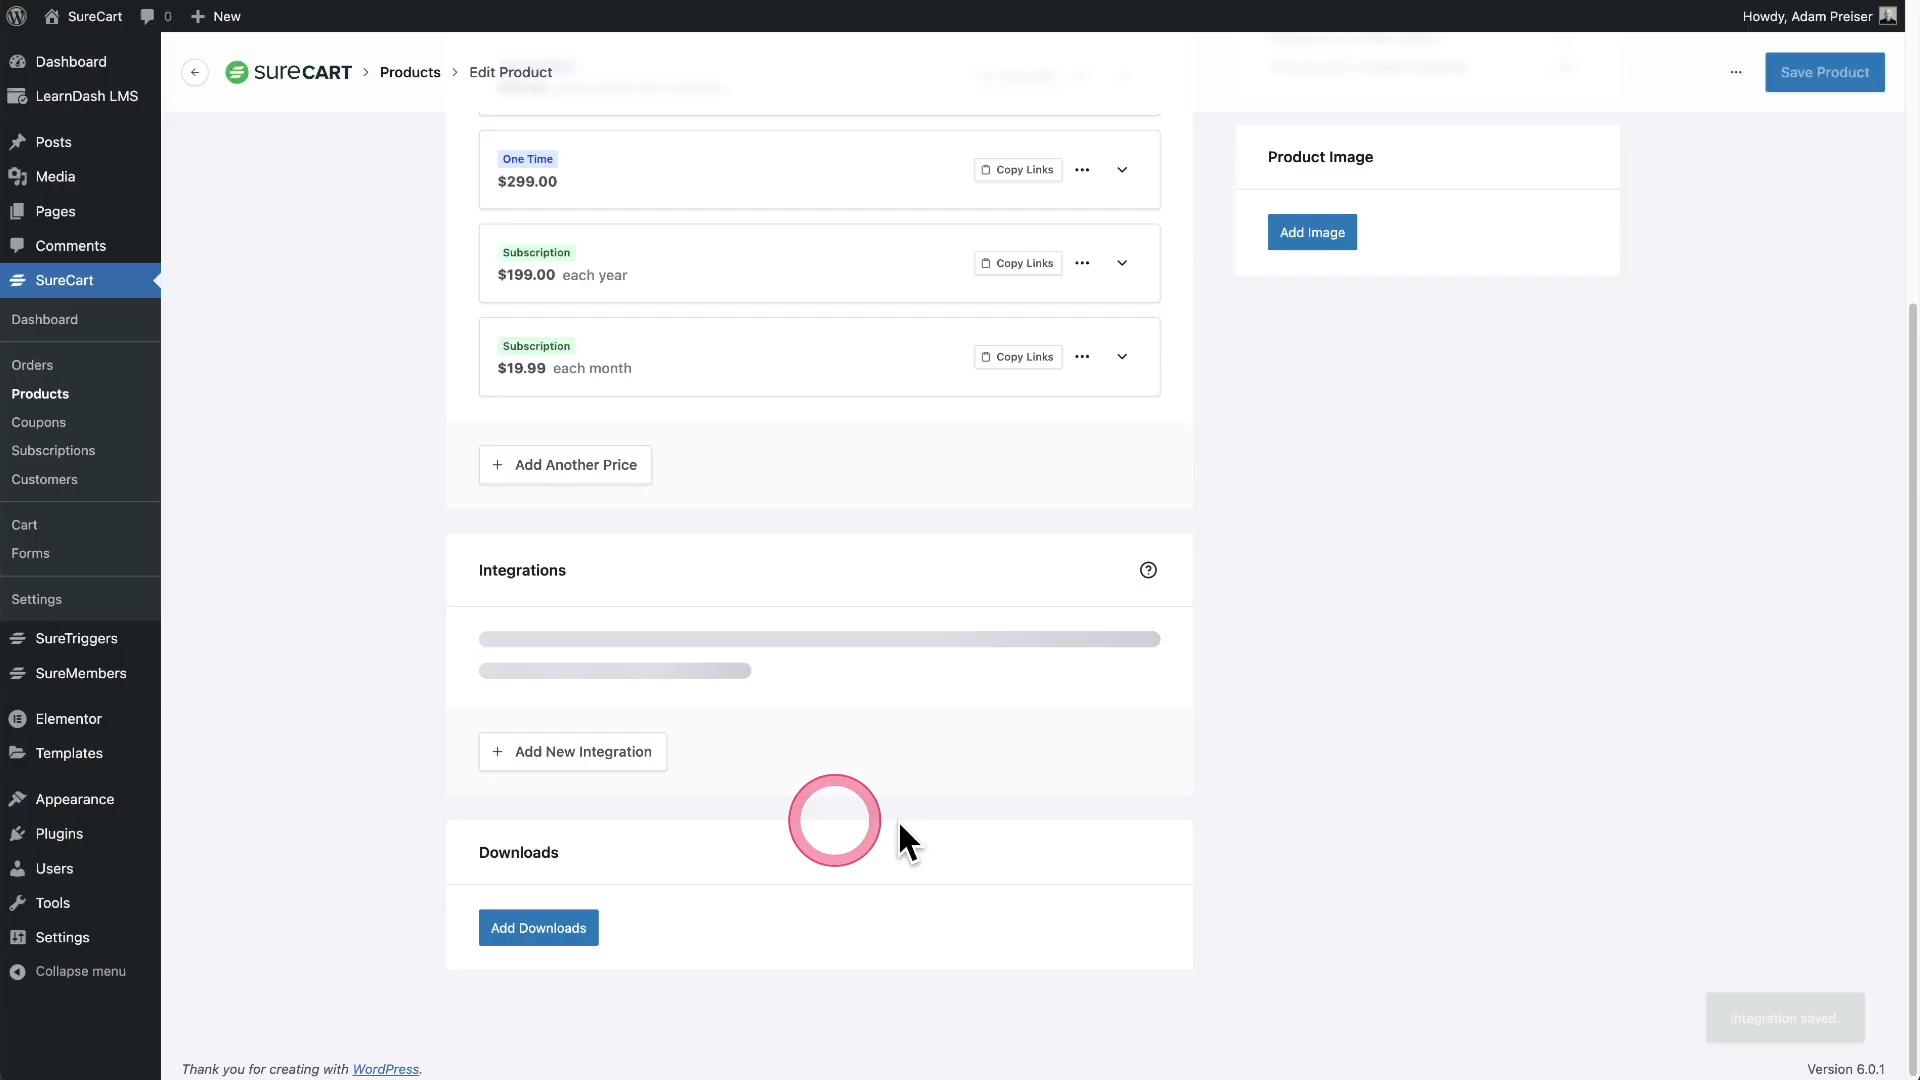 SureCart
0
New
Howdy, Adam Preiser
Dashboard
LearnDash LMS
Posts
Media
Pages
Comments
SureCart
Dashboard
Orders
Products
Coupons
Subscriptions
Customers
Cart
Forms
Settings
SureTriggers
SureMembers
Elementor
Templates
Appearance
Plugins
Users
Tools
Settings
Collapse menu
SURECART > Products > Edit Product
Save Product
One Time
$299.00
Copy Links
Subscription
$199.00 each year
Copy Links
Subscription
$19.99 each month
Copy Links
+ Add Another Price
Integrations
+ Add New Integration
Downloads
Add Downloads
Product Image
Add Image
Integration saved.
Thank you for creating with WordPress.
Version 6.0.1